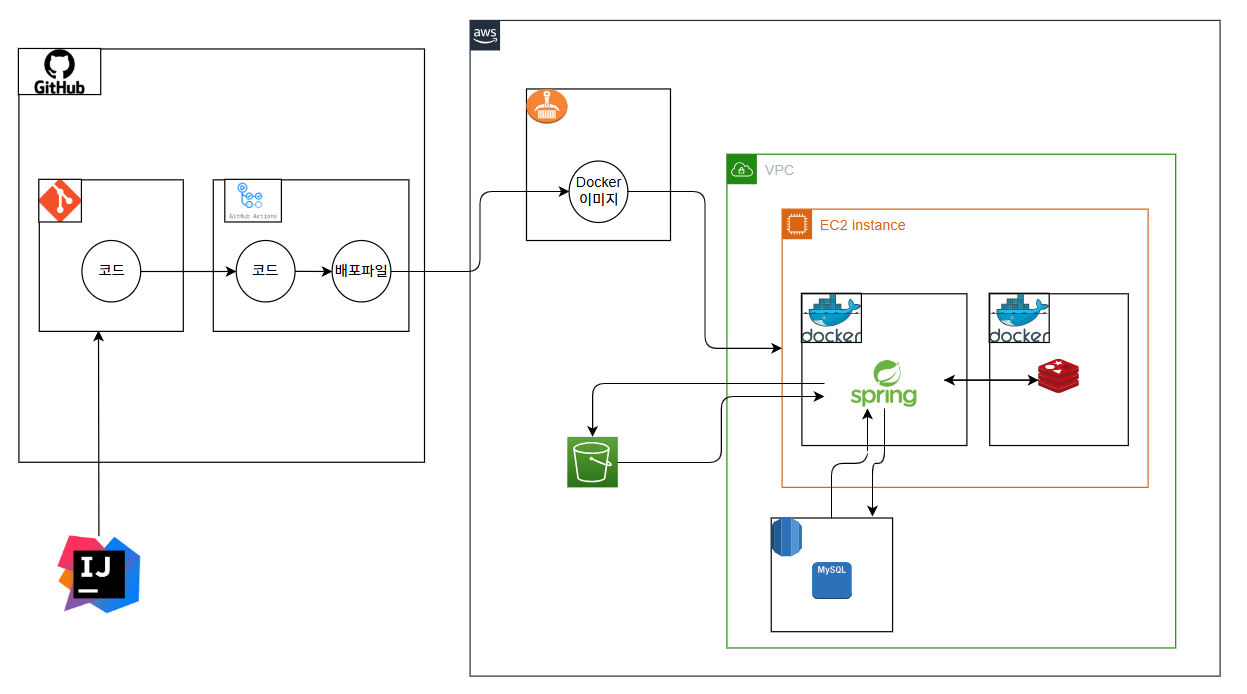 GitHub
GitHub Actions
코드
코드
배포파일
IJ
aws
Docker
이미지
VPC
EC2 instance
docker
docker
spring
MySQL